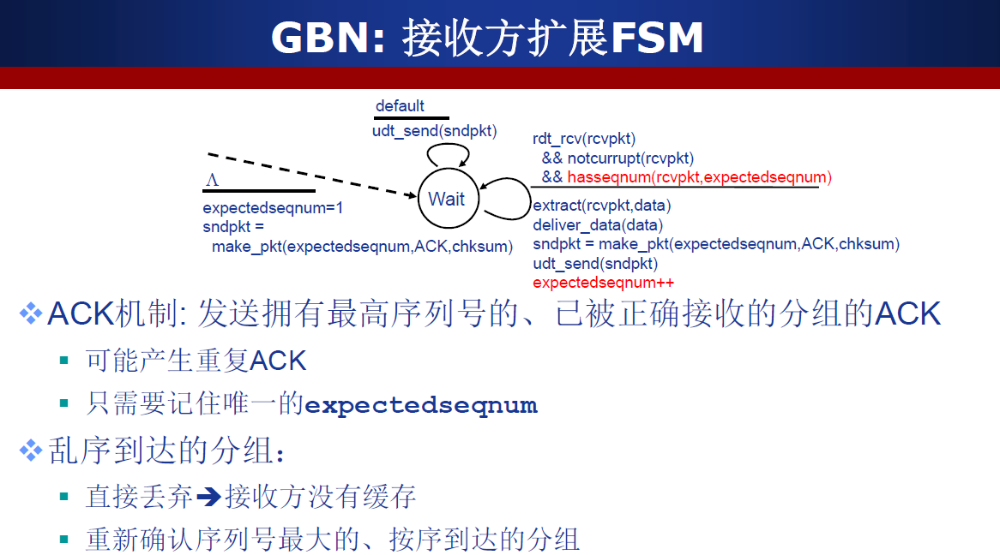 GBN: 接收方扩展FSM
default
udt_send(sndpkt)
rdt_rcv(rcvpkt)
&& notcurrupt(rcvpkt)
&& hasseqnum(rcvpkt,expectedseqnum)
Λ
Wait
expectedseqnum=1
sndpkt =
make_pkt(expectedseqnum,ACK,chksum)
extract(rcvpkt,data)
deliver_data(data)
sndpkt = make_pkt(expectedseqnum,ACK,chksum)
udt_send(sndpkt)
expectedseqnum++
ACK机制: 发送拥有最高序列号的、已被正确接收的分组的ACK
可能产生重复ACK
只需要记住唯一的expectedseqnum
乱序到达的分组:
直接丢弃➔接收方没有缓存
重新确认序列号最大的、按序到达的分组